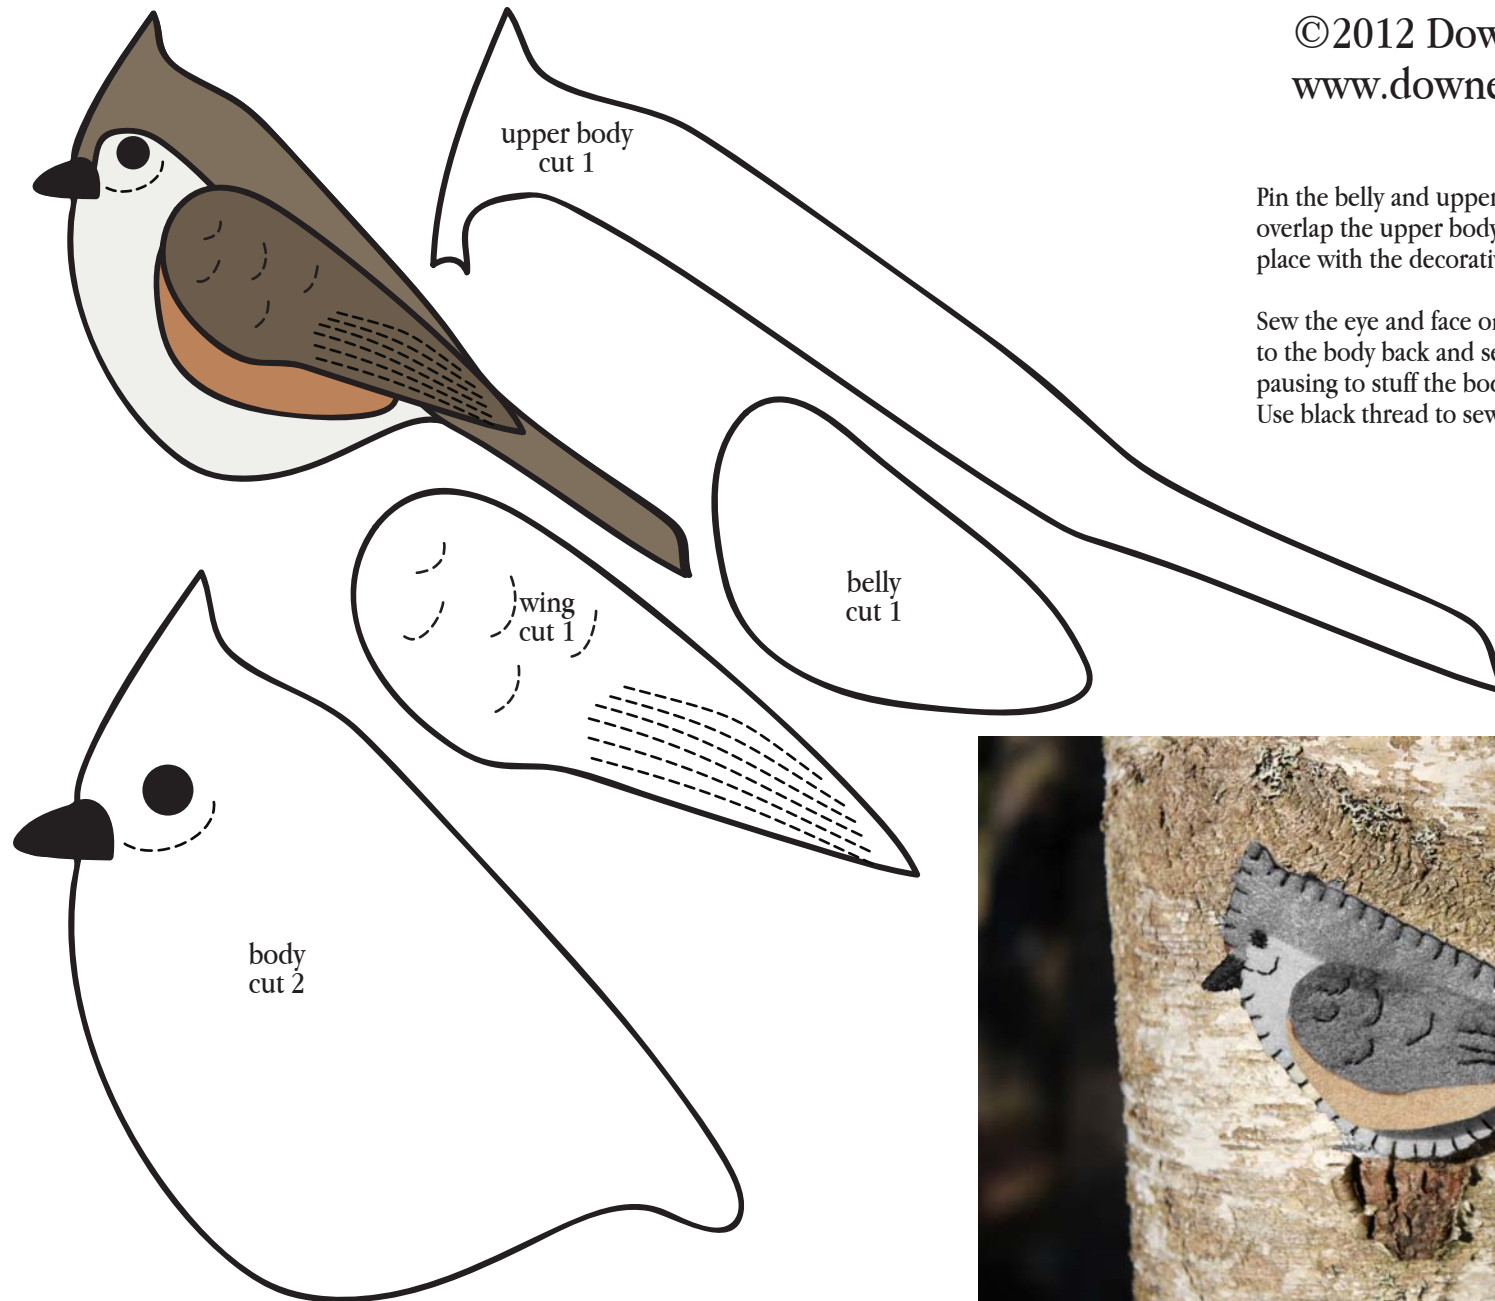 ©2012 Dow
www.downe
upper body
cut 1
Pin the belly and upper
overlap the upper body
place with the decorati
Sew the eye and face o
to the body back and se
pausing to stuff the bo
Use black thread to sew
belly
cut 1
wing
cut 1
body
cut 2